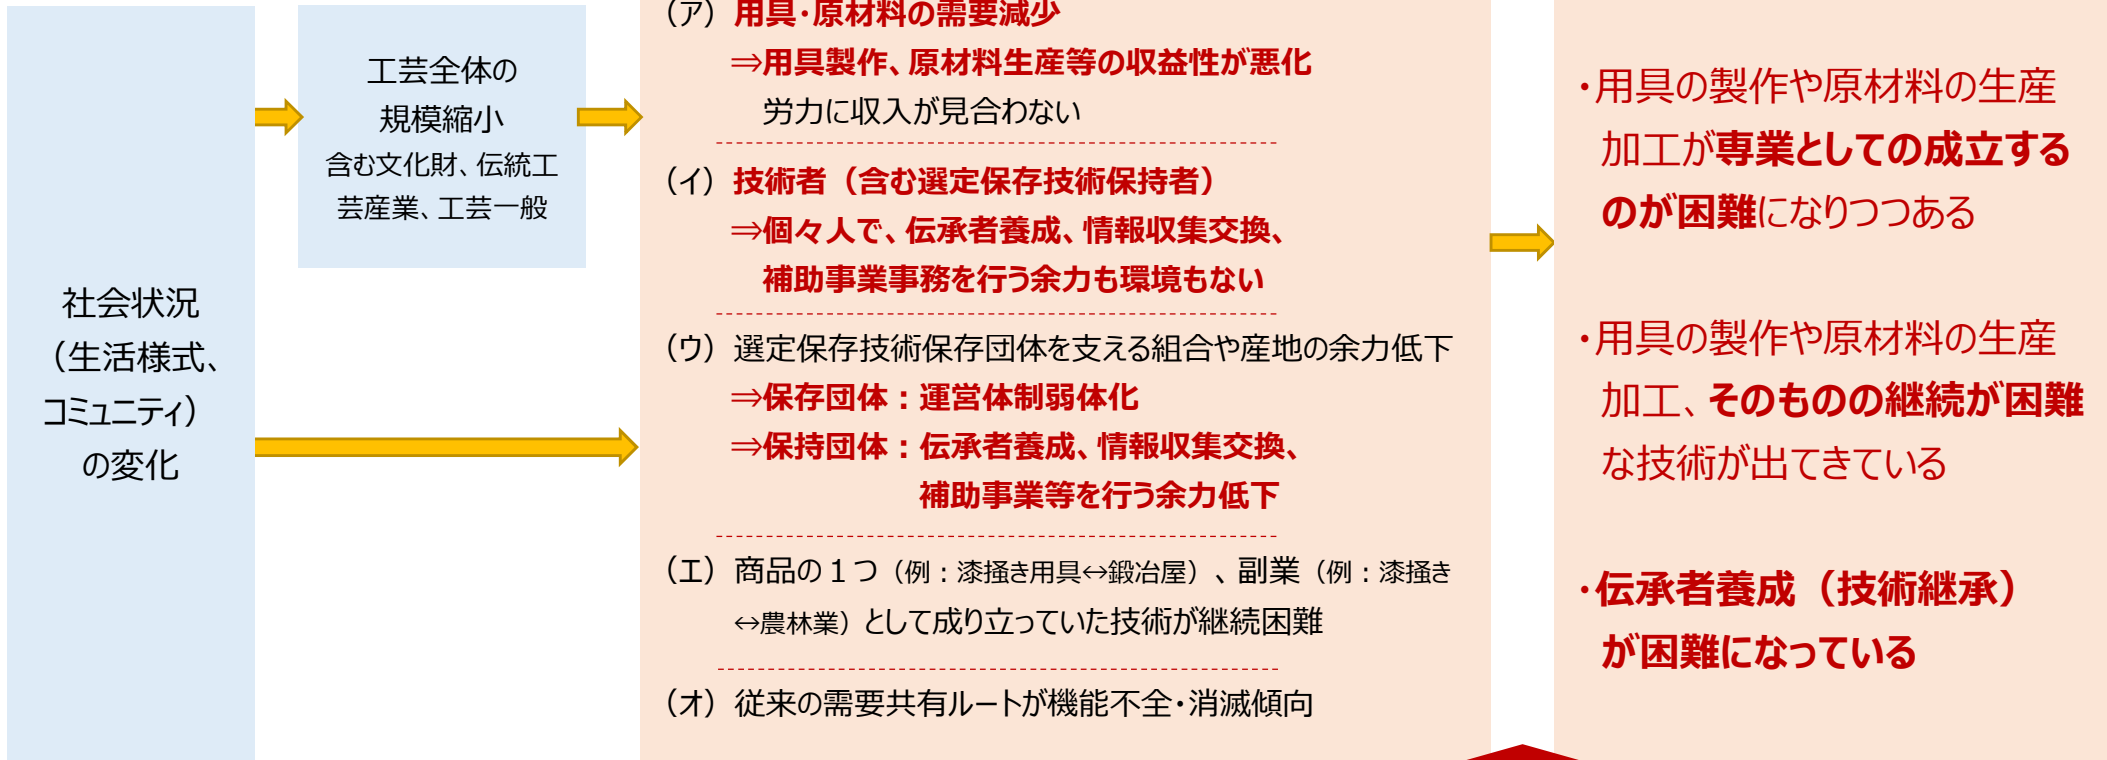 社会状況
（生活様式、
コミュニティ）
の変化
工芸全体の
規模縮小
含む文化財、伝統工
芸産業、工芸一般
（ア）用具・原材料の需要減少
⇒用具製作、原材料生産等の収益性が悪化
労力に収入が見合わない
（イ）技術者（含む選定保存技術保持者）
⇒個々人で、伝承者養成、情報収集交換、
補助事業事務を行う余力も環境もない
（ウ）選定保存技術保存団体を支える組合や産地の余力低下
⇒保存団体：運営体制弱体化
⇒保持団体：伝承者養成、情報収集交換、
補助事業等を行う余力低下
（エ）商品の１つ（例：漆掻き用具↔鍛冶屋）、副業（例：漆掻き
↔農林業）として成り立っていた技術が継続困難
（オ）従来の需要共有ルートが機能不全・消滅傾向
・用具の製作や原材料の生産
加工が専業としての成立する
のが困難になりつつある
・用具の製作や原材料の生産
加工、そのものの継続が困難
な技術が出てきている
・伝承者養成（技術継承）
が困難になっている